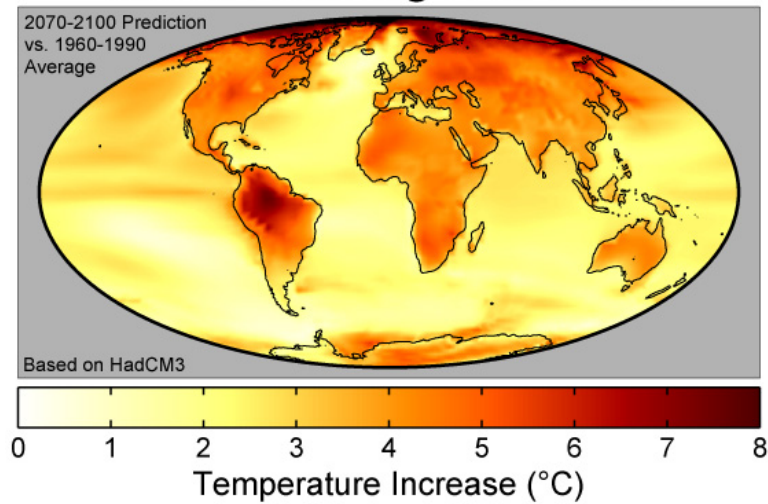 2070-2100 Prediction
vs. 1960-1990
Average
Based on HadCM3
0 1 2 3 4 5 6 7 8
Temperature Increase (°C)